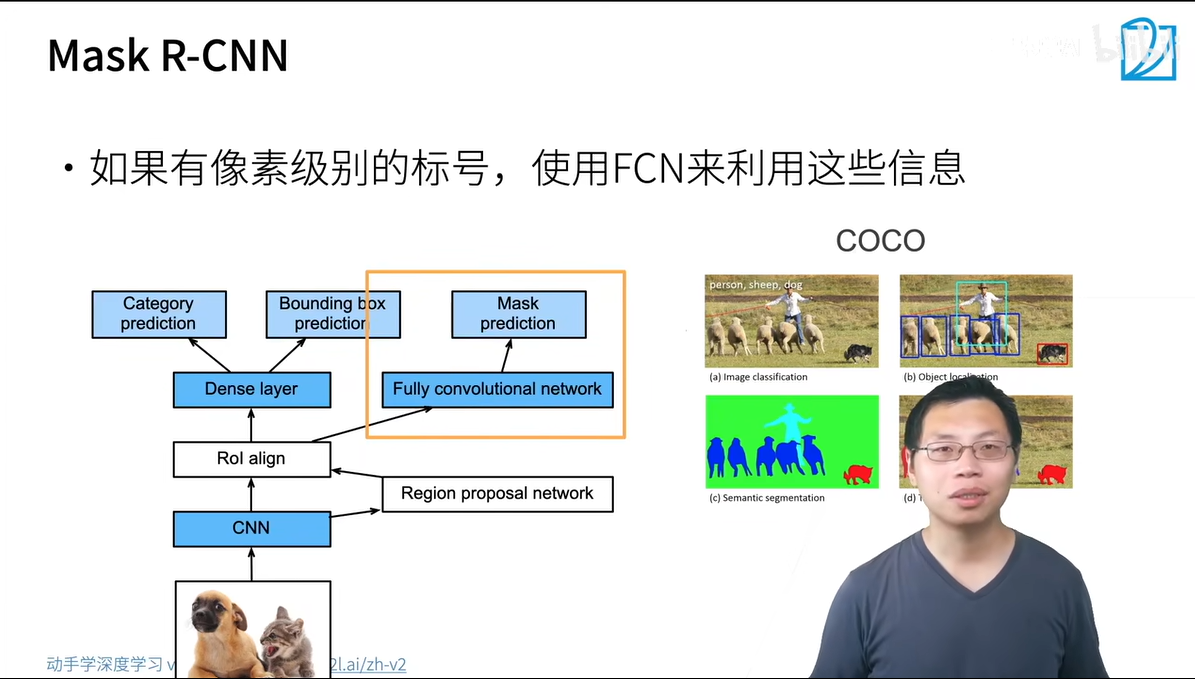 Mask R-CNN
bilibili
• 如果有像素级别的标号，使用FCN来利用这些信息
COCO
Category
prediction
Bounding box
prediction
Mask
prediction
Dense layer
Fully convolutional network
RoI align
Region proposal network
CNN
person, sheep, dog
(a) Image classification
(b) Object localization
(c) Semantic segmentation
(d) T
动手学深度学习 v
2l.ai/zh-v2